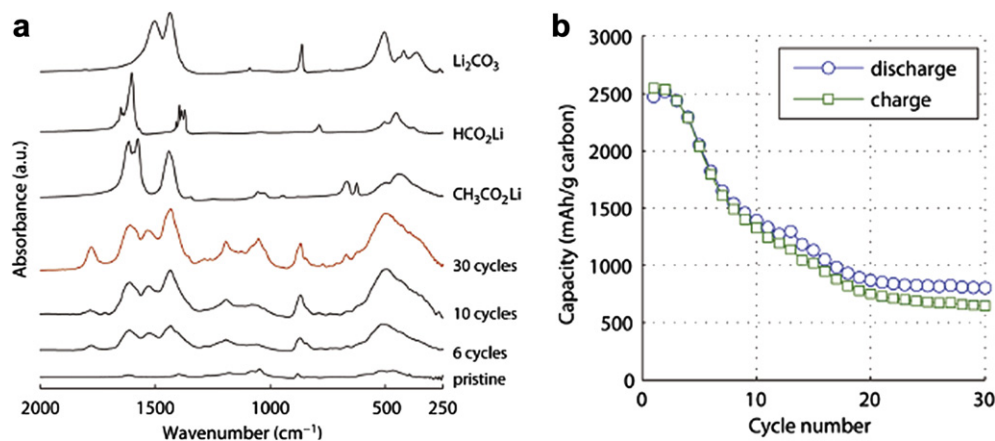 a
Absorbance (a.u.)
Li₂CO₃
HCO₂Li
CH₃CO₂Li
30 cycles
10 cycles
6 cycles
pristine
2000 1500 1000 500 250
Wavenumber (cm⁻¹)
b
Capacity (mAh/g carbon)
3000
2500
2000
1500
1000
500
0
discharge
charge
0 10 20 30
Cycle number